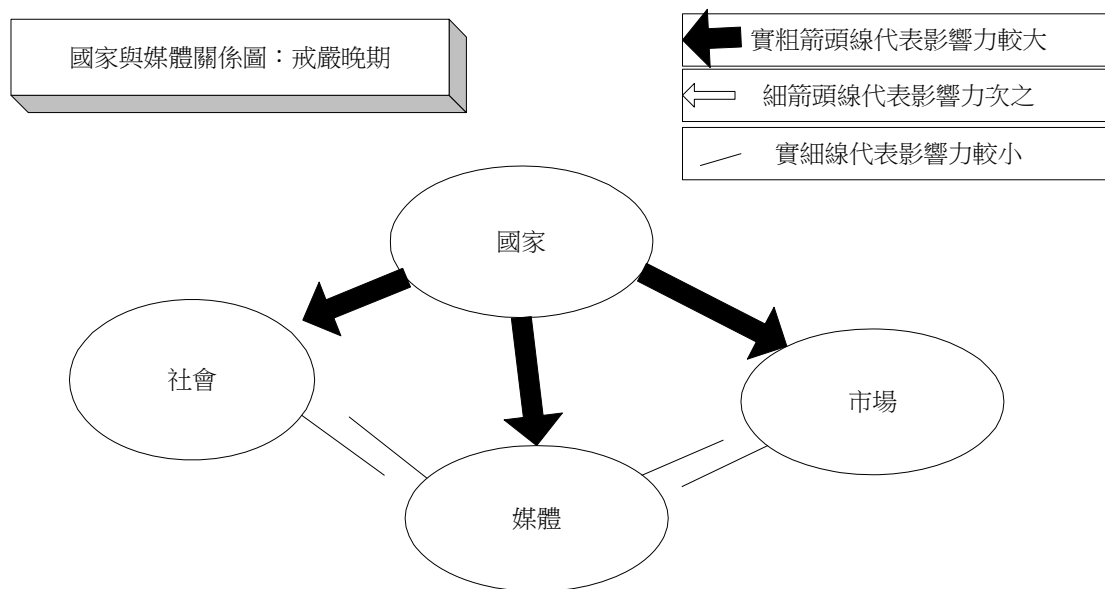 國家與媒體關係圖：戒嚴晚期
實粗箭頭線代表影響力較大
細箭頭線代表影響力次之
實細線代表影響力較小
國家
社會
市場
媒體